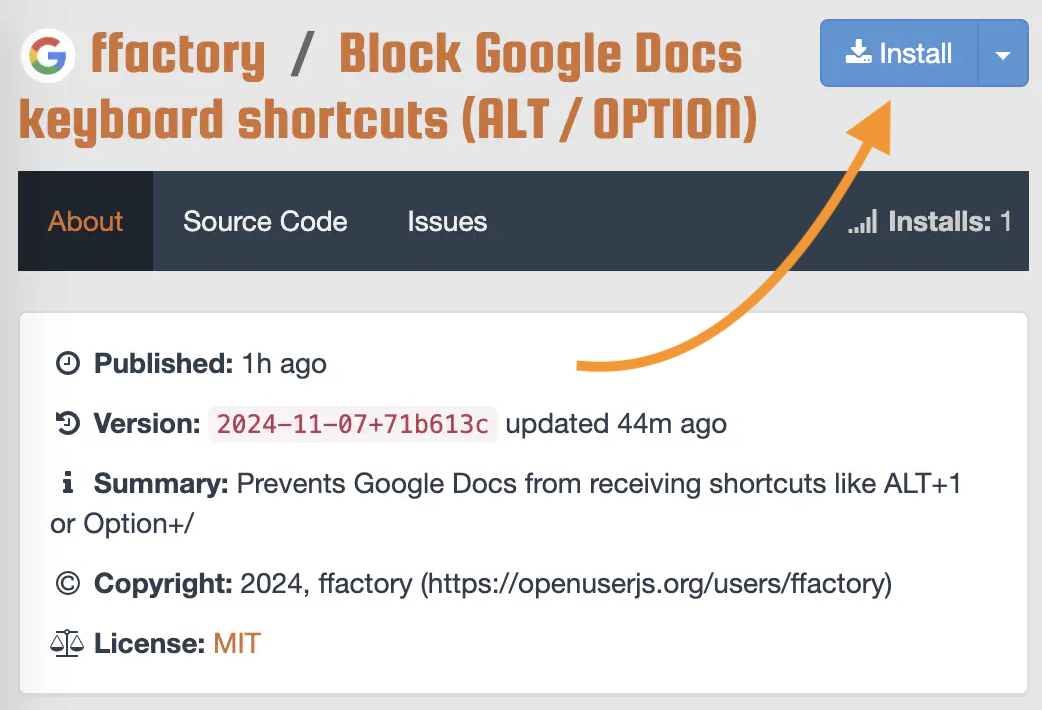 ffactory / Block Google Docs
keyboard shortcuts (ALT / OPTION)
Install
About
Source Code
Issues
Installs: 1
Published: 1h ago
Version: 2024-11-07+71b613c updated 44m ago
Summary: Prevents Google Docs from receiving shortcuts like ALT+1
or Option+/
Copyright: 2024, ffactory (https://openuserjs.org/users/ffactory)
License: MIT